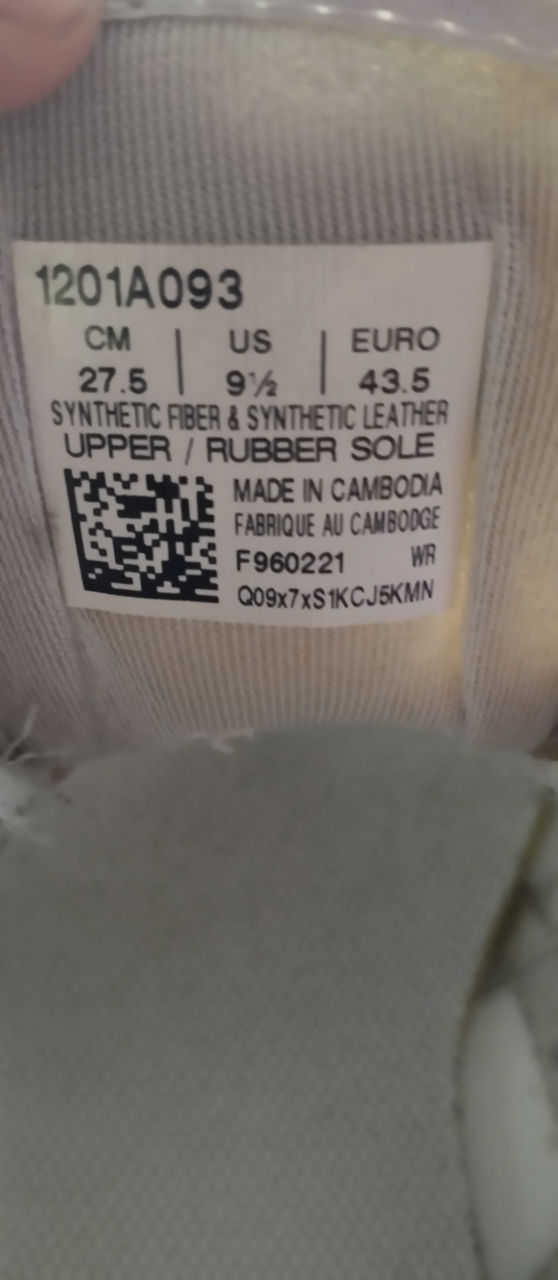 1201A093
CM | US | EURO
27.5 | 9½ | 43.5
SYNTHETIC FIBER & SYNTHETIC LEATHER
UPPER / RUBBER SOLE
MADE IN CAMBODIA
FABRIQUE AU CAMBODGE
F960221 WR
Q09x7xS1KCJ5KMN